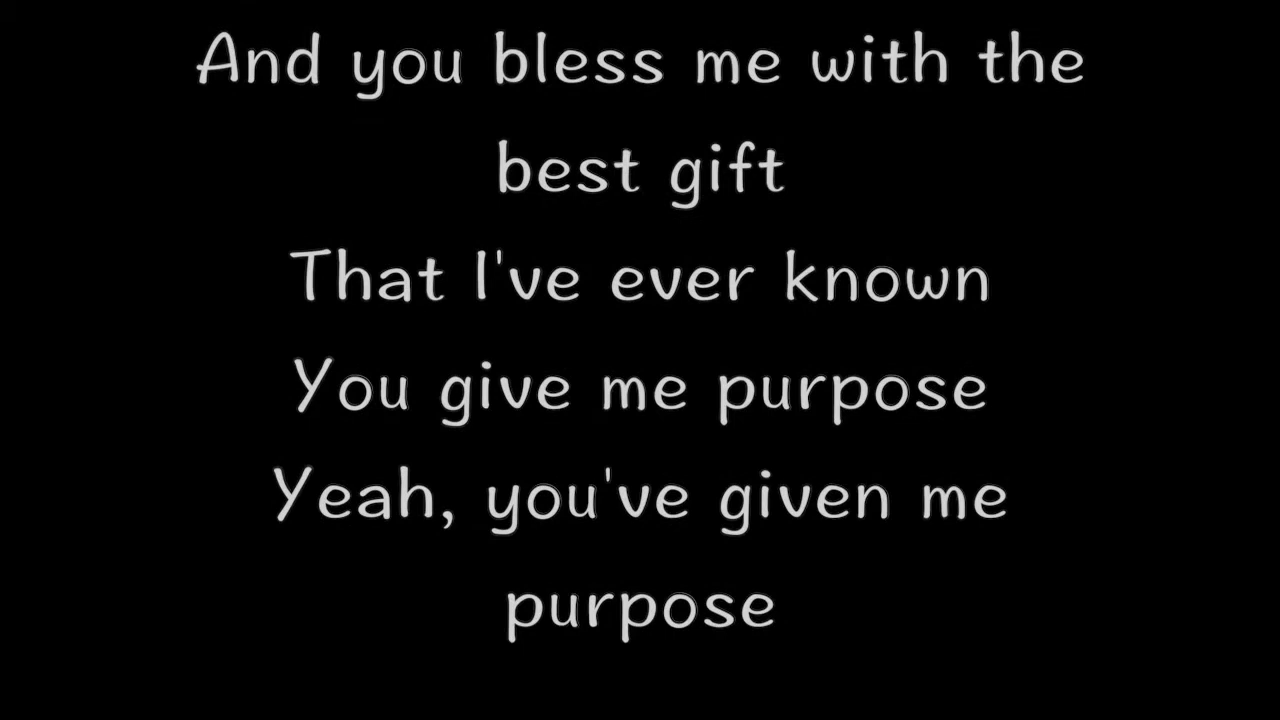 And you bless me with the
best gift
That I've ever known
You give me purpose
Yeah, you've given me
purpose